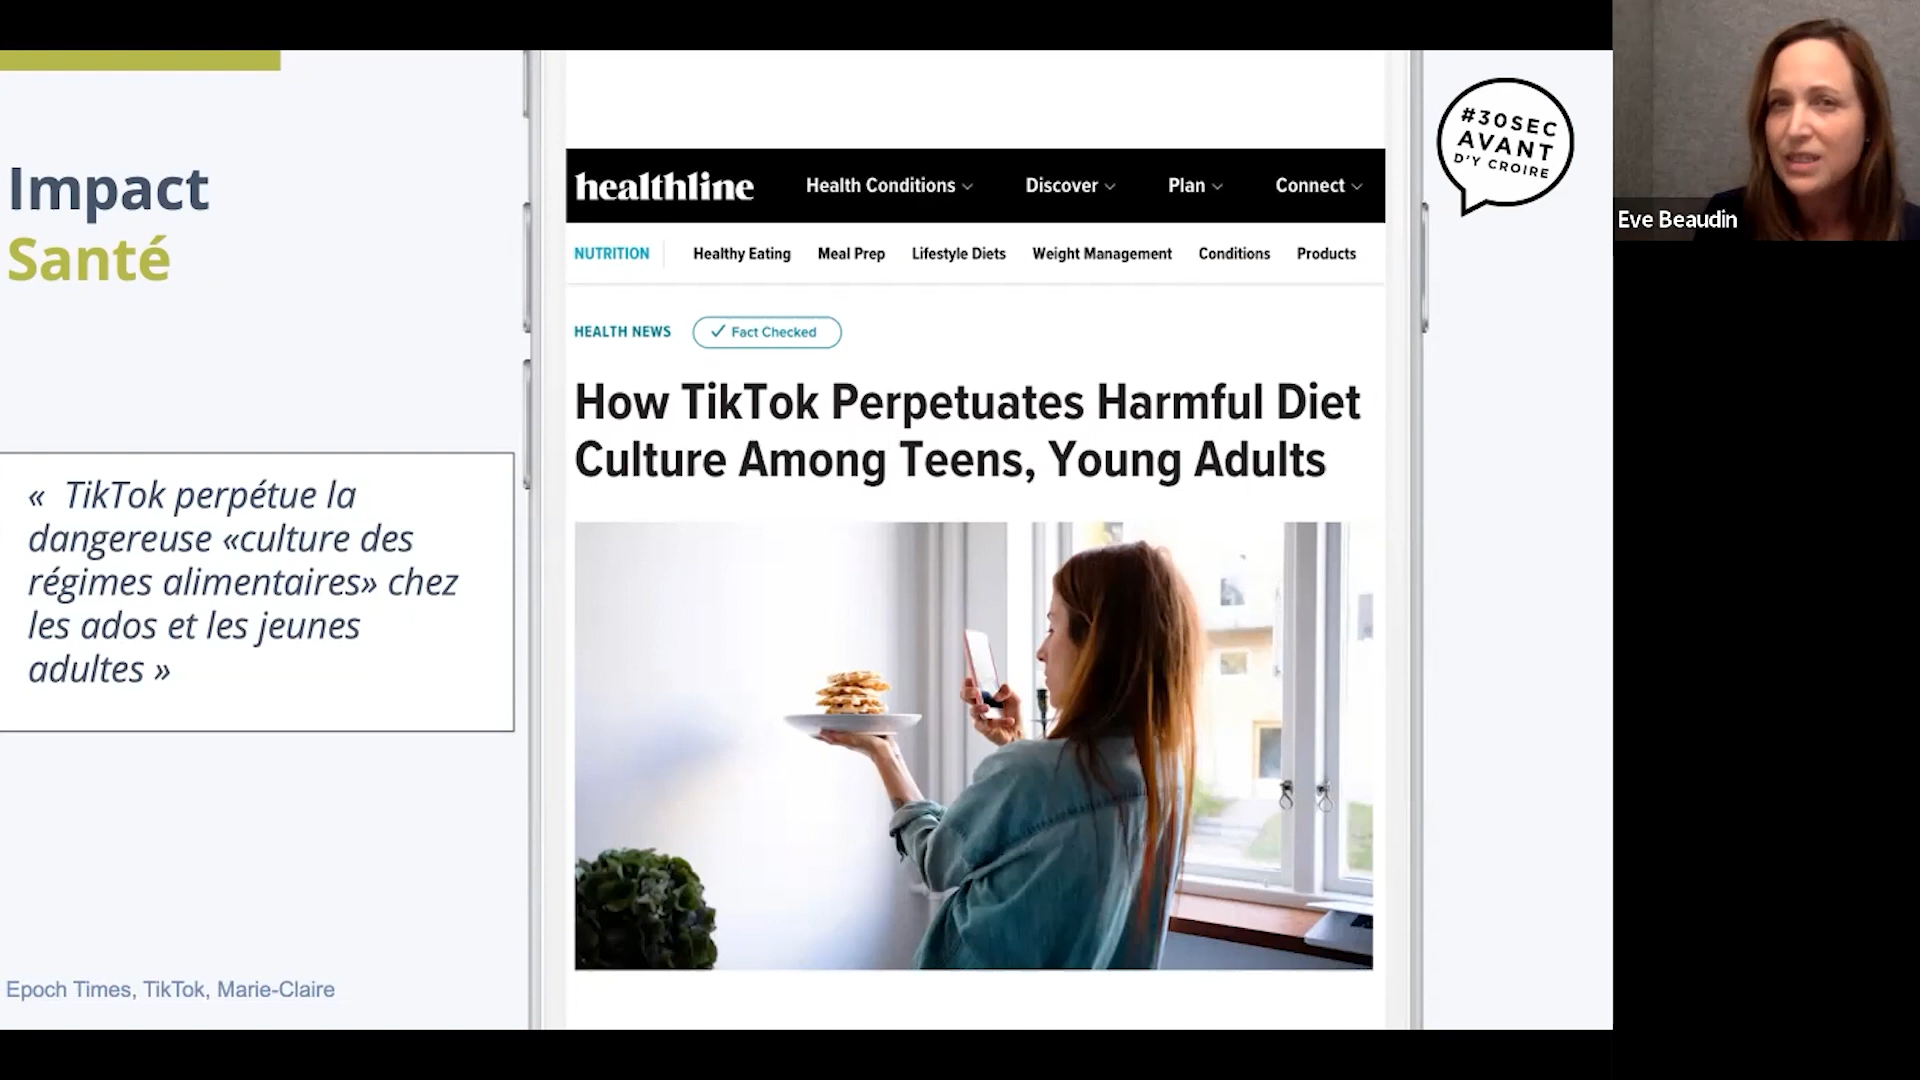 Impact
Santé
« TikTok perpétue la
dangereuse «culture des
régimes alimentaires» chez
les ados et les jeunes
adultes »
Epoch Times, TikTok, Marie-Claire
healthline
Health Conditions
Discover
Plan
Connect
NUTRITION
Healthy Eating
Meal Prep
Lifestyle Diets
Weight Management
Conditions
Products
HEALTH NEWS
Fact Checked
How TikTok Perpetuates Harmful Diet
Culture Among Teens, Young Adults
#30SEC
AVANT
D'Y CROIRE
Eve Beaudin